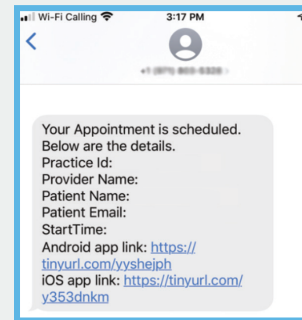 Wi-Fi Calling
3:17 PM
Your Appointment is scheduled.
Below are the details.
Practice Id:
Provider Name:
Patient Name:
Patient Email:
StartTime:
Android app link: https://
tinyurl.com/yyshejph
iOS app link: https://tinyurl.com/
y353dnkm